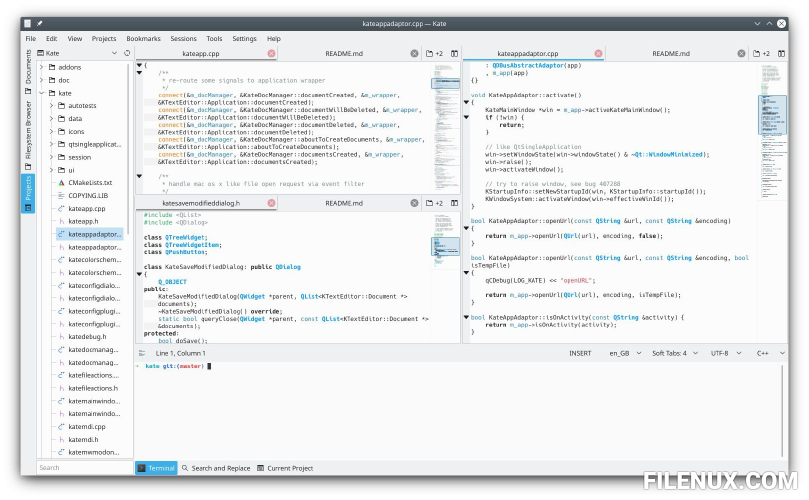 kateappadaptor.cpp — Kate
File Edit View Projects Bookmarks Sessions Tools Settings Help
Documents
Filesystem Browser
Projects
Kate
addons
doc
kate
autotests
data
icons
qtsingleapplicat...
session
ui
CMakeLists.txt
COPYING.LIB
kateapp.cpp
kateapp.h
kateappadaptor...
kateappadaptor...
katecolorschem...
katecolorschem...
kateconfigdialo...
kateconfigdialo...
kateconfigplugi...
kateconfigplugi...
katedebug.h
katedocmanag...
katedocmanag...
katefileactions....
katefileactions.h
katemainwindo...
katemainwindo...
katemdi.cpp
katemdi.h
katemwmodon...
Search
kateapp.cpp README.md +2
{
/**
* re-route some signals to application wrapper
*/
connect(&m_docManager, &KateDocManager::documentCreated, &m_wrapper,
&KTextEditor::Application::documentCreated);
connect(&m_docManager, &KateDocManager::documentWillBeDeleted, &m_wrapper,
&KTextEditor::Application::documentWillBeDeleted);
connect(&m_docManager, &KateDocManager::documentDeleted, &m_wrapper,
&KTextEditor::Application::documentDeleted);
connect(&m_docManager, &KateDocManager::aboutToCreateDocuments, &m_wrapper,
&KTextEditor::Application::aboutToCreateDocuments);
connect(&m_docManager, &KateDocManager::documentsCreated, &m_wrapper,
&KTextEditor::Application::documentsCreated);
/**
* handle mac os x like file open request via event filter
*/
katesavemodifieddialog.h README.md +2
#include <QList>
#include <QDialog>
class QTreeWidget;
class QTreeWidgetItem;
class QPushButton;
class KateSaveModifiedDialog: public QDialog
{
Q_OBJECT
public:
KateSaveModifiedDialog(QWidget *parent, QList<KTextEditor::Document *>
documents);
~KateSaveModifiedDialog() override;
static bool queryClose(QWidget *parent, const QList<KTextEditor::Document *>
&documents);
protected:
bool doSave();
kateappadaptor.cpp README.md +2
: QDBusAbstractAdaptor(app)
, m_app(app)
{}
void KateAppAdaptor::activate()
{
KateMainWindow *win = m_app->activeKateMainWindow();
if (!win) {
return;
}
// like QtSingleApplication
win->setWindowState(win->windowState() & ~Qt::WindowMinimized);
win->raise();
win->activateWindow();
// try to raise window, see bug 407288
KStartupInfo::setNewStartupId(win, KStartupInfo::startupId());
KWindowSystem::activateWindow(win->effectiveWinId());
}
bool KateAppAdaptor::openUrl(const QString &url, const QString &encoding)
{
return m_app->openUrl(QUrl(url), encoding, false);
}
bool KateAppAdaptor::openUrl(const QString &url, const QString &encoding, bool
isTempFile)
{
qCDebug(LOG_KATE) << "openURL";
return m_app->openUrl(QUrl(url), encoding, isTempFile);
}
bool KateAppAdaptor::isOnActivity(const QString &activity) {
return m_app->isOnActivity(activity);
}
Line 1, Column 1 INSERT en_GB Soft Tabs: 4 UTF-8 C++
kate git:(master)
Terminal Search and Replace Current Project
FILENUX.COM